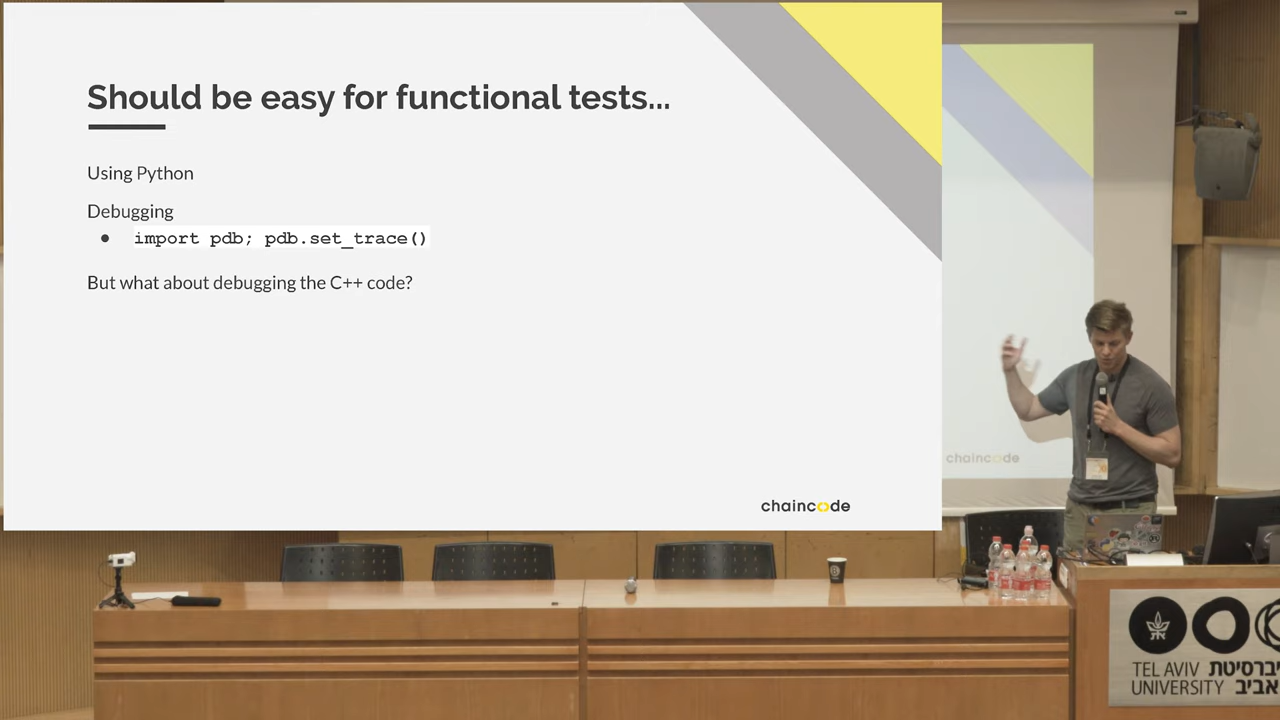 Should be easy for functional tests...
Using Python
Debugging
● import pdb; pdb.set_trace()
But what about debugging the C++ code?
chaincode
chaincode
TEL AVIV
UNIVERSITY
אוניברסיטת
תל אביב